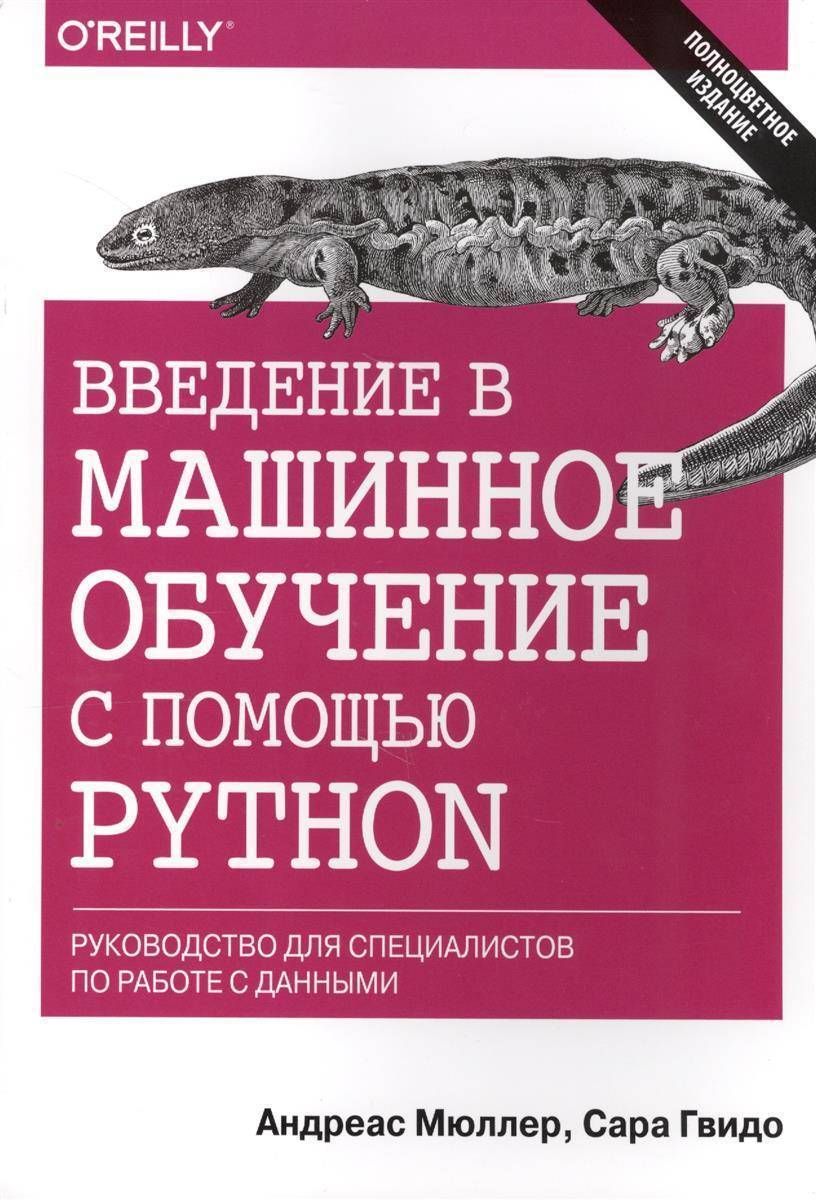 O'REILLY®
ПОЛНОЦВЕТНОЕ
ИЗДАНИЕ
ВВЕДЕНИЕ В
МАШИННОЕ
ОБУЧЕНИЕ
С ПОМОЩЬЮ
PYTHON
РУКОВОДСТВО ДЛЯ СПЕЦИАЛИСТОВ
ПО РАБОТЕ С ДАННЫМИ
Андреас Мюллер, Сара Гвидо